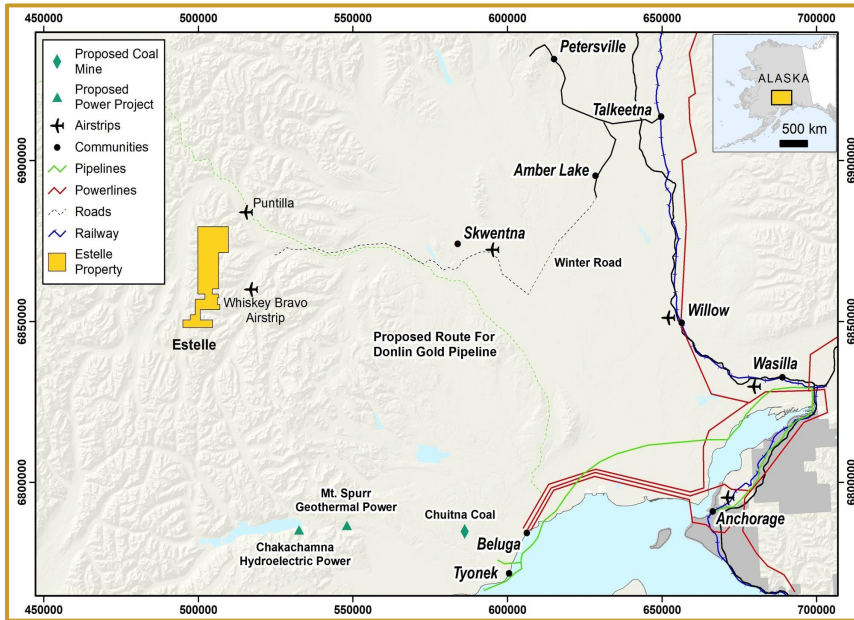 450000 500000 550000 600000 650000 700000
Proposed Coal
Mine
Proposed
Power Project
Airstrips
Communities
Pipelines
Powerlines
Roads
Railway
Estelle
Property
ALASKA
500 km
Petersville
Talkeetna
Amber Lake
Puntilla
Skwentna
Winter Road
Whiskey Bravo
Airstrip
Estelle
Proposed Route For
Donlin Gold Pipeline
Willow
Wasilla
Mt. Spurr
Geothermal Power
Chuitna Coal
Chakachamna
Hydroelectric Power
Beluga
Tyonek
Anchorage
6900000
6850000
6800000
6900000
6850000
6800000
450000 500000 550000 600000 650000 700000